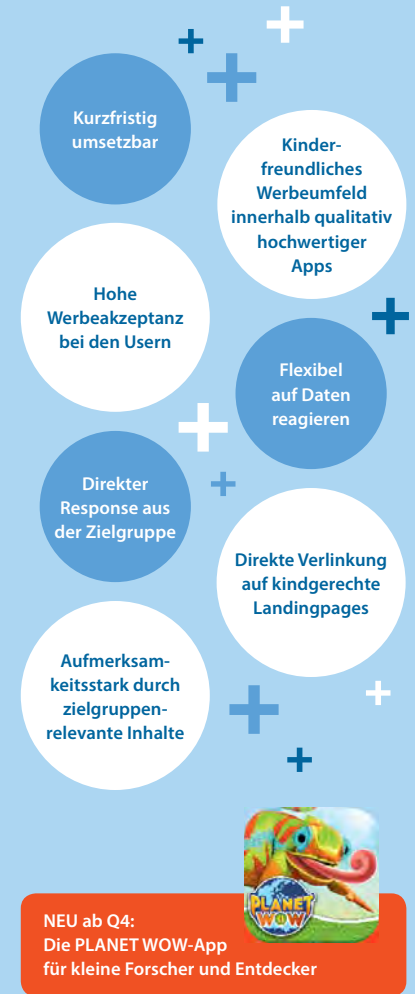 Kurzfristig
umsetzbar
Kinder-
freundliches
Werbeumfeld
innerhalb qualitativ
hochwertiger
Apps
Hohe
Werbeakzeptanz
bei den Usern
Flexibel
auf Daten
reagieren
Direkter
Response aus
der Zielgruppe
Direkte Verlinkung
auf kindgerechte
Landingpages
Aufmerksam-
keitsstark durch
zielgruppen-
relevante Inhalte
PLANET
WOW
NEU ab Q4:
Die PLANET WOW-App
für kleine Forscher und Entdecker